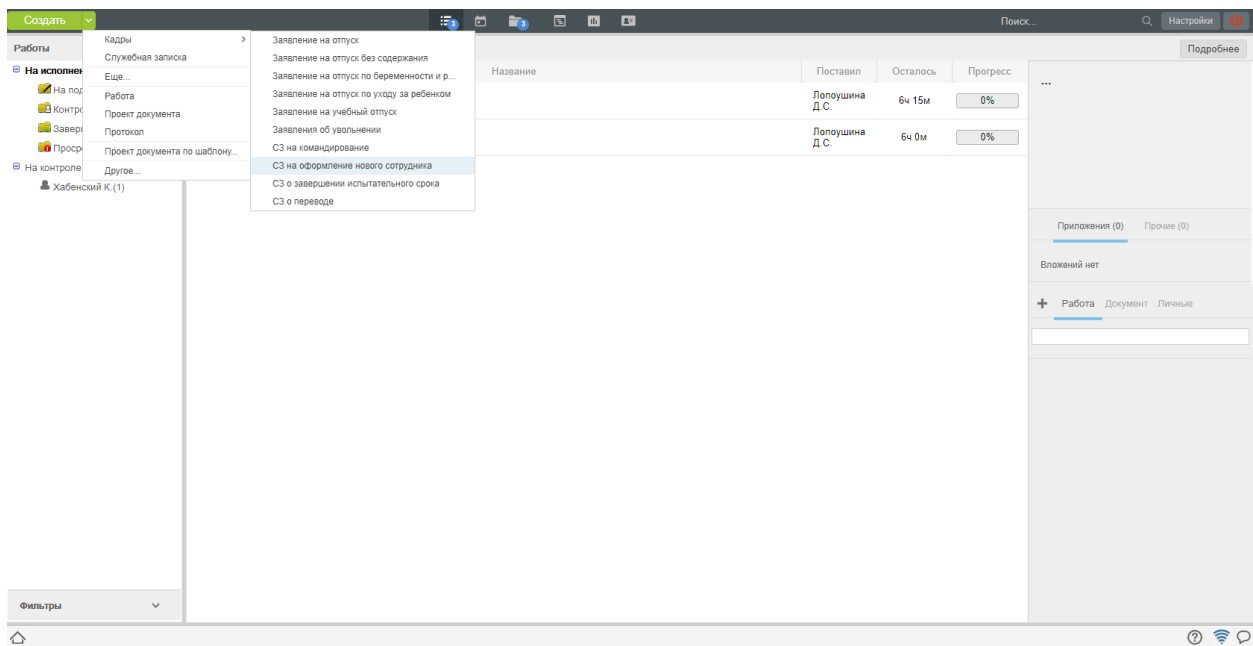 Создать
3
3
Поиск...
Настройки
Работы
Подробнее
Кадры
Служебная записка
Еще...
Работа
Проект документа
Протокол
Проект документа по шаблону...
Другое...
Заявление на отпуск
Заявление на отпуск без содержания
Заявление на отпуск по беременности и р...
Заявление на отпуск по уходу за ребенком
Заявление на учебный отпуск
Заявления об увольнении
СЗ на командирование
СЗ на оформление нового сотрудника
СЗ о завершении испытательного срока
СЗ о переводе
На исполнен
На под
Контро
Завер
Проср
На контроле
Хабенский К.(1)
Название Поставил Осталось Прогресс
Лопоушина Д.С. 6ч 15м 0%
Лопоушина Д.С. 6ч 0м 0%
...
Приложения (0) Прочие (0)
Вложений нет
Работа Документ Личные
Фильтры